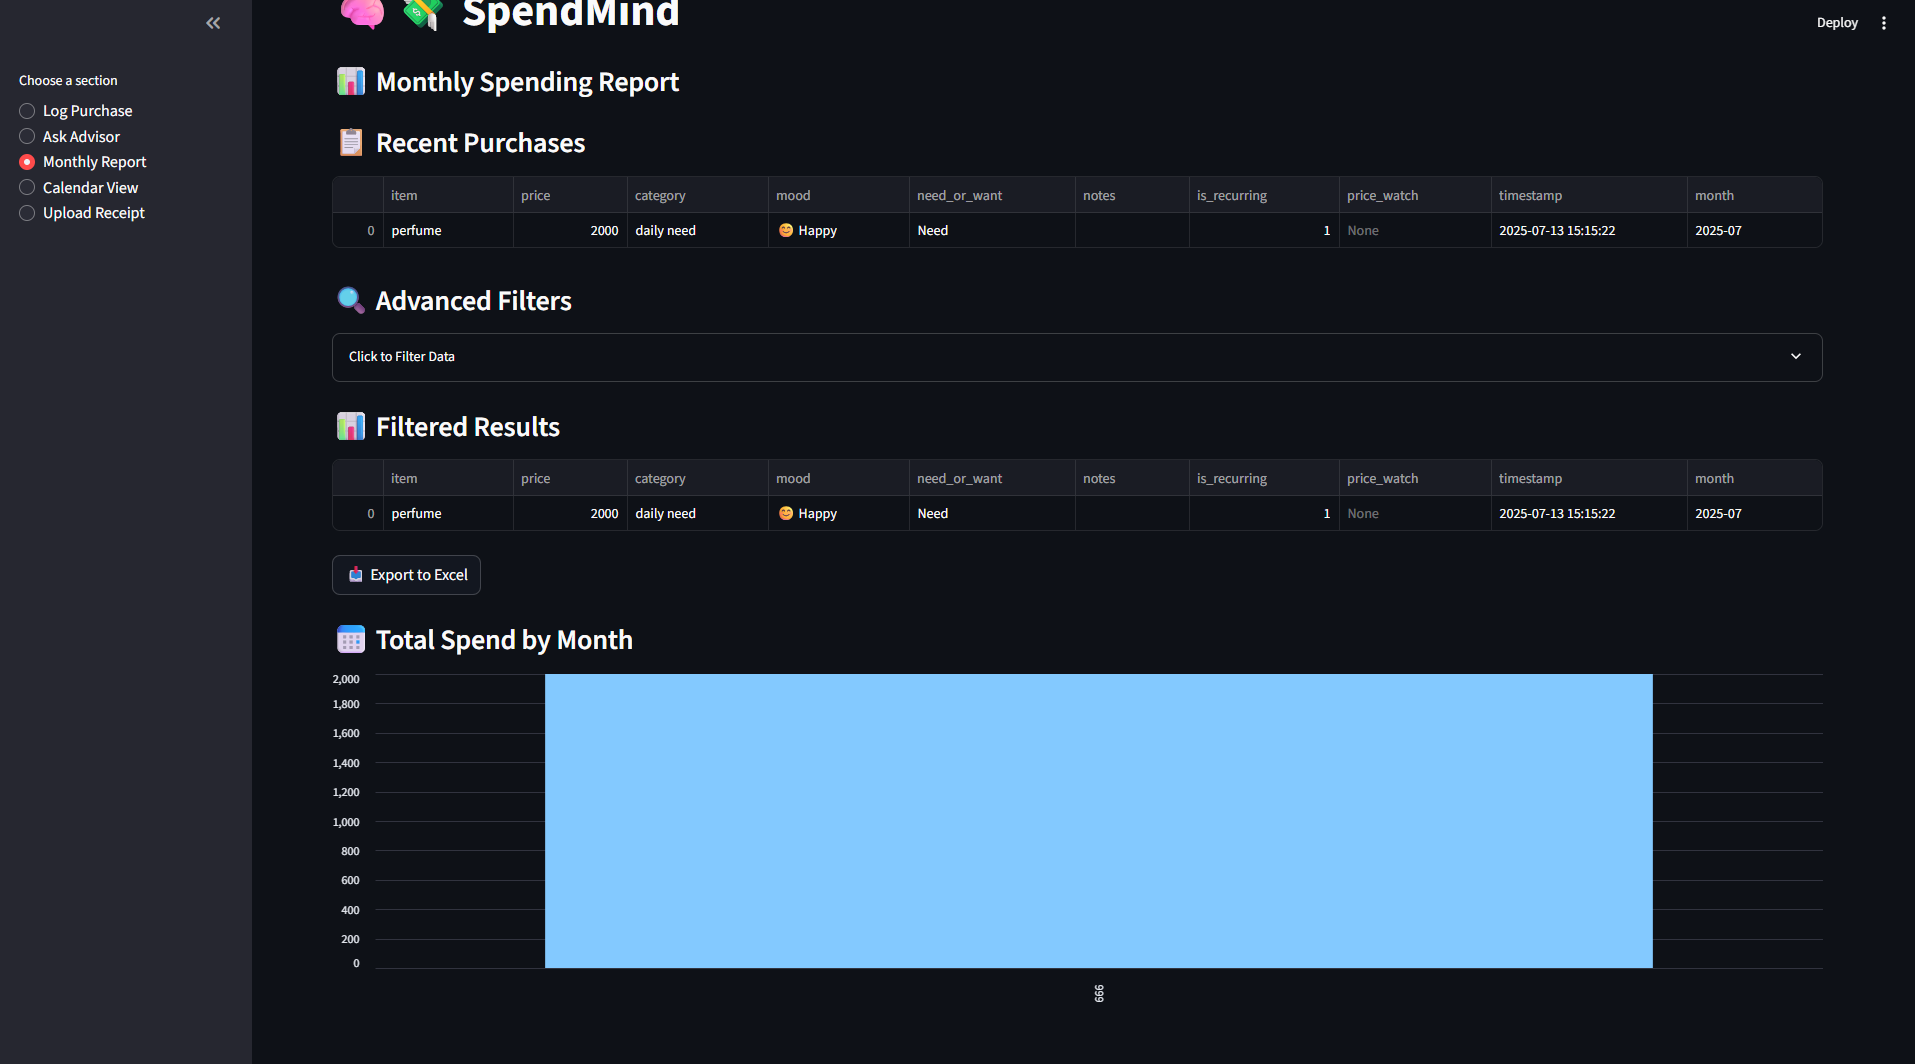 SpendMind
Deploy
Choose a section
Log Purchase
Ask Advisor
Monthly Report
Calendar View
Upload Receipt
Monthly Spending Report
Recent Purchases
item price category mood need_or_want notes is_recurring price_watch timestamp month
0 perfume 2000 daily need 😊 Happy Need 1 None 2025-07-13 15:15:22 2025-07
Advanced Filters
Click to Filter Data
Filtered Results
item price category mood need_or_want notes is_recurring price_watch timestamp month
0 perfume 2000 daily need 😊 Happy Need 1 None 2025-07-13 15:15:22 2025-07
Export to Excel
Total Spend by Month
2,000
1,800
1,600
1,400
1,200
1,000
800
600
400
200
0